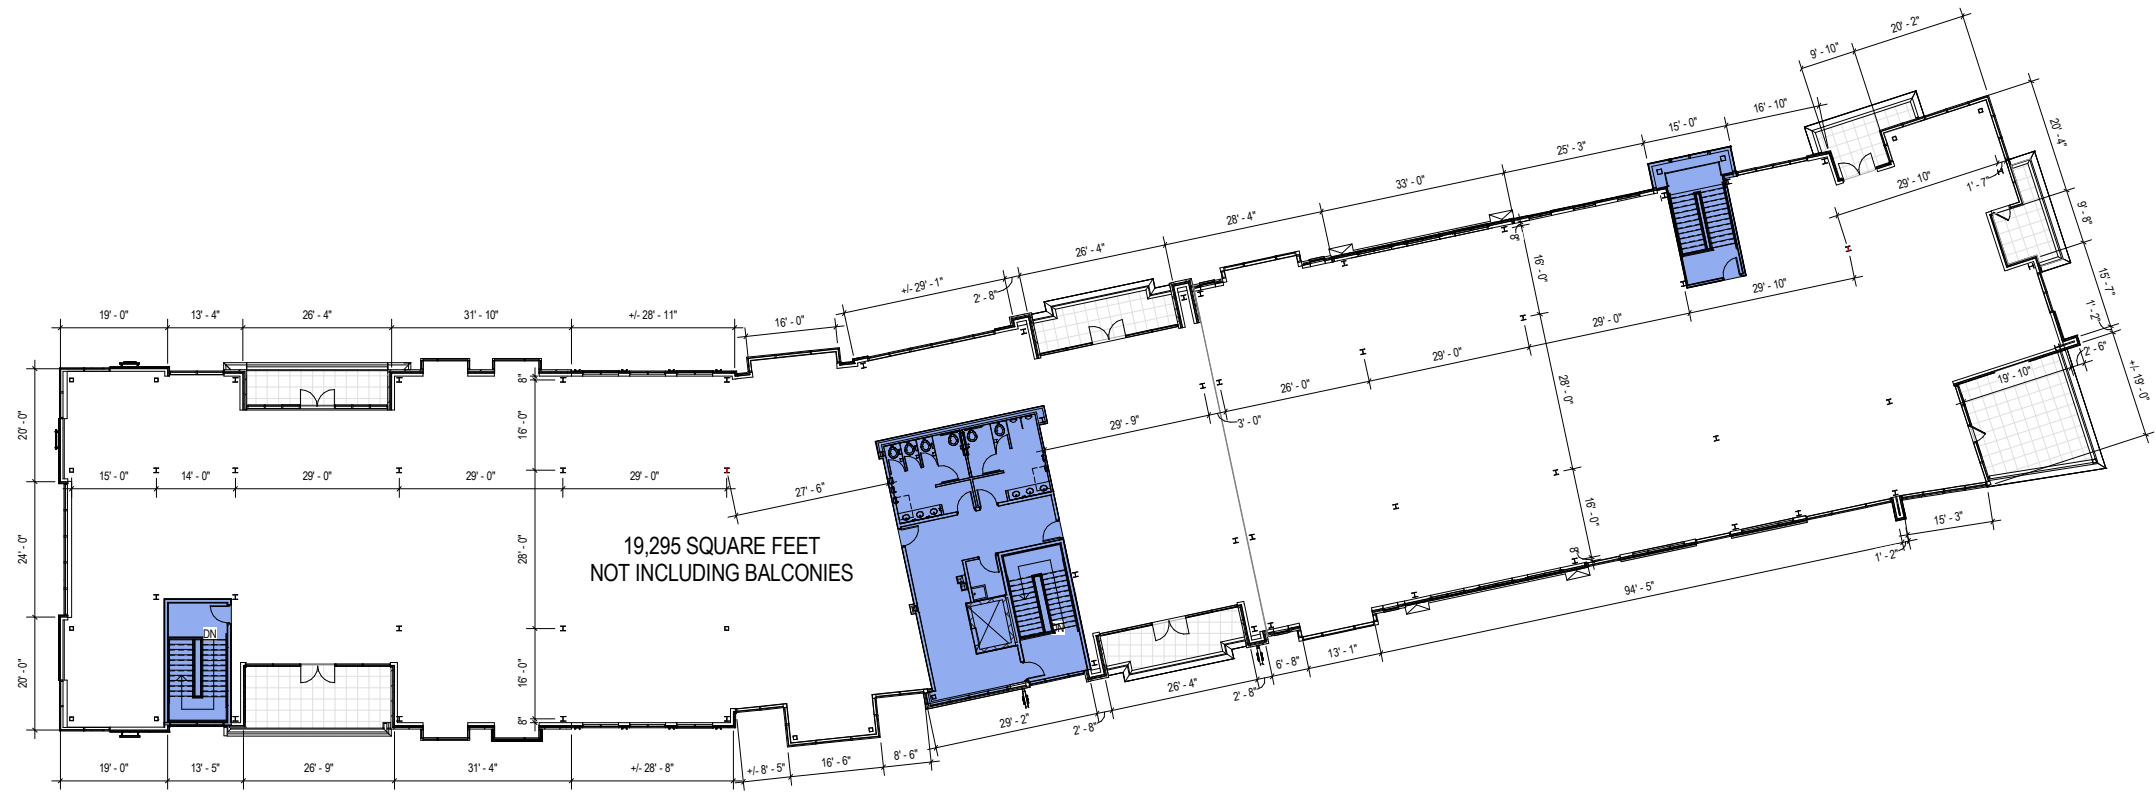 20' - 2"
9' - 10"
16' - 10"
15' - 0"
25' - 3"
33' - 0"
28' - 4"
26' - 4"
+/- 29' - 1"
2' - 8"
16' - 0"
20' - 4"
29' - 10"
1' - 7"
9' - 8"
15' - 7"
1' - 2"
2' - 6"
+/- 19' - 0"
19' - 10"
19' - 0"
13' - 4"
26' - 4"
31' - 10"
+/- 28' - 11"
8"
16' - 0"
29' - 10"
29' - 0"
29' - 0"
26' - 0"
3' - 0"
29' - 9"
28' - 0"
16' - 0"
8"
20' - 0"
24' - 0"
20' - 0"
8"
16' - 0"
28' - 0"
16' - 0"
8"
15' - 0"
14' - 0"
29' - 0"
29' - 0"
29' - 0"
27' - 6"
19,295 SQUARE FEET
NOT INCLUDING BALCONIES
DN
DN
15' - 3"
1' - 2"
94' - 5"
13' - 1"
6' - 8"
2' - 8"
26' - 4"
2' - 8"
29' - 2"
8' - 6"
16' - 6"
+/- 8' - 5"
19' - 0"
13' - 5"
26' - 9"
31' - 4"
+/- 28' - 8"